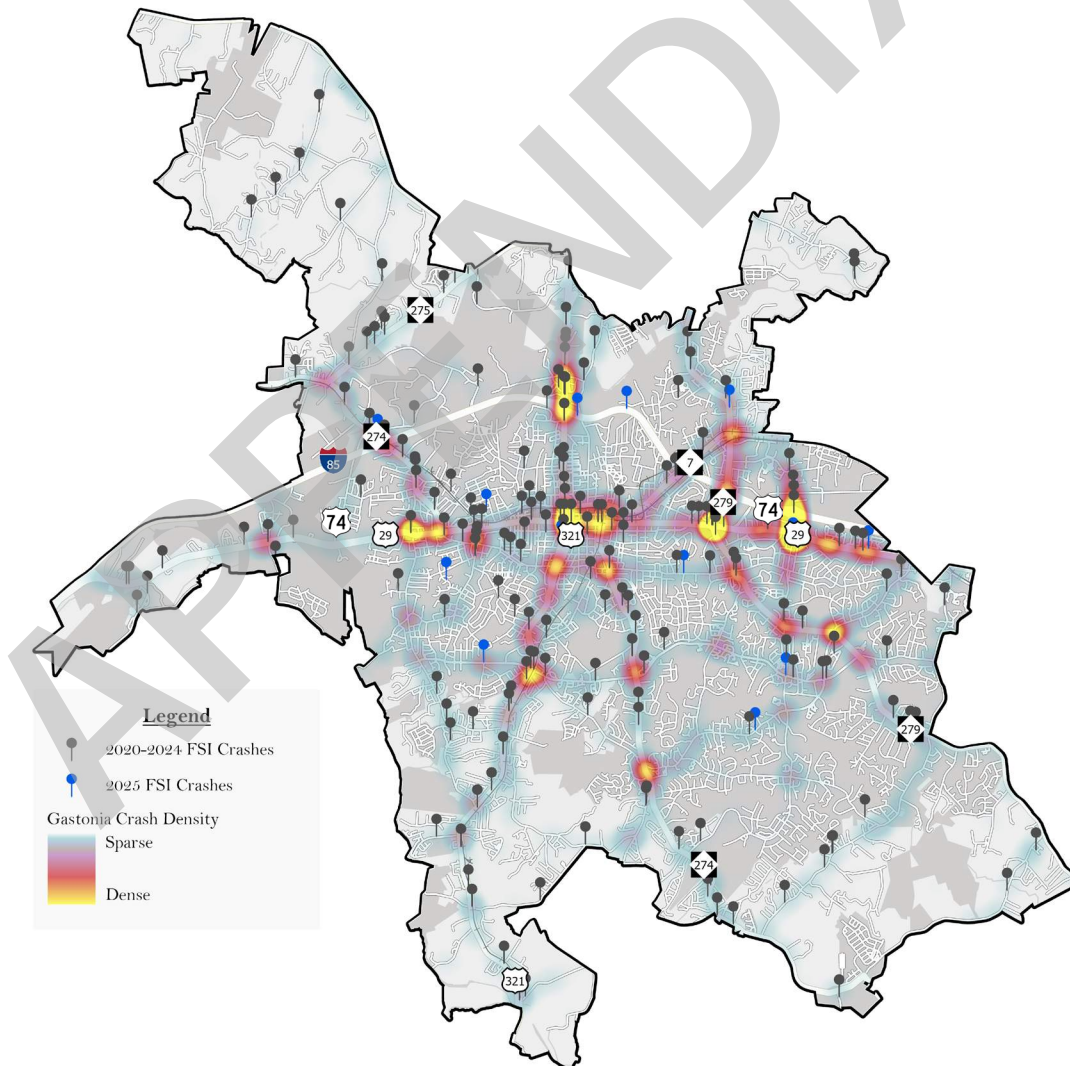 APPENDIX
275
274
85
7
279
74
74
29
321
29
279
Legend
2020-2024 FSI Crashes
2025 FSI Crashes
Gastonia Crash Density
Sparse
Dense
274
321